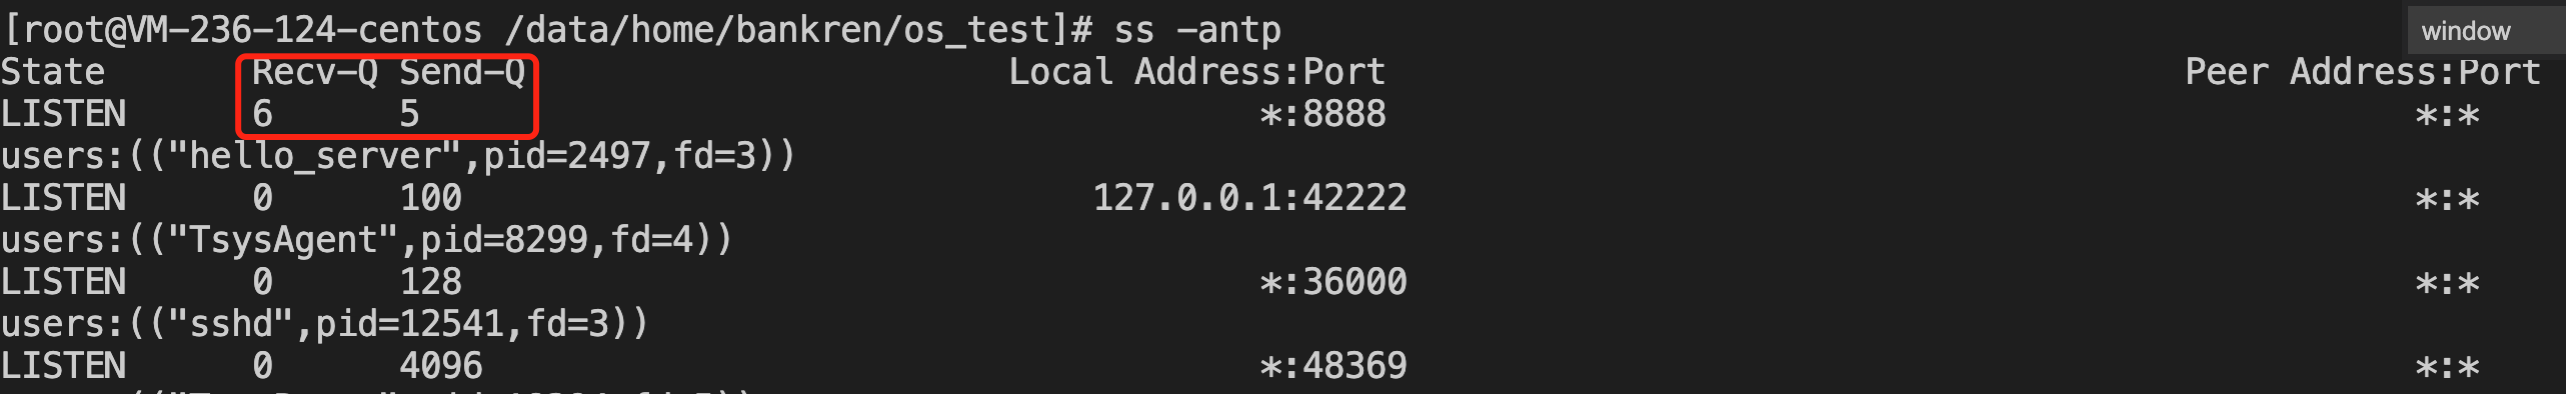 [root@VM-236-124-centos /data/home/bankren/os_test]# ss -antp
window
State Recv-Q Send-Q Local Address:Port Peer Address:Port
LISTEN 6 5 *:8888 *:*
users:(("hello_server",pid=2497,fd=3))
LISTEN 0 100 127.0.0.1:42222 *:*
users:(("TsysAgent",pid=8299,fd=4))
LISTEN 0 128 *:36000 *:*
users:(("sshd",pid=12541,fd=3))
LISTEN 0 4096 *:48369 *:*